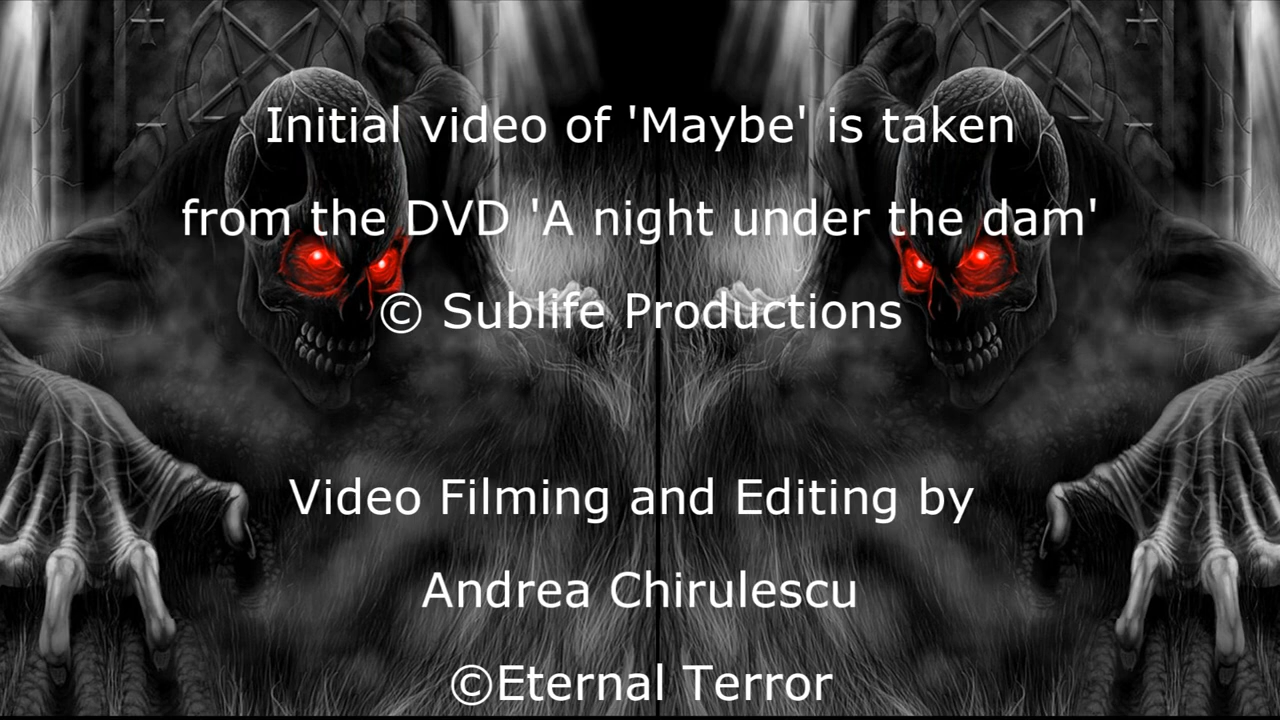 Initial video of 'Maybe' is taken
from the DVD 'A night under the dam'
© Sublife Productions
Video Filming and Editing by
Andrea Chirulescu
©Eternal Terror